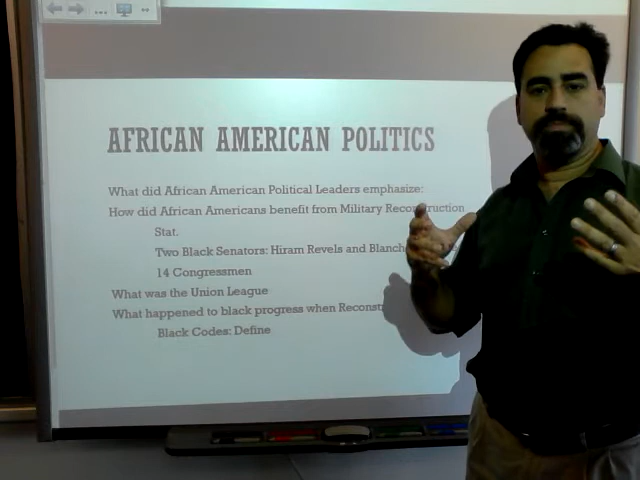 AFRICAN AMERICAN POLITICS
What did African American Political Leaders emphasize:
How did African Americans benefit from Military Reconstruction
Stat.
Two Black Senators: Hiram Revels and Blanch
14 Congressmen
What was the Union League
What happened to black progress when Reconst
Black Codes: Define